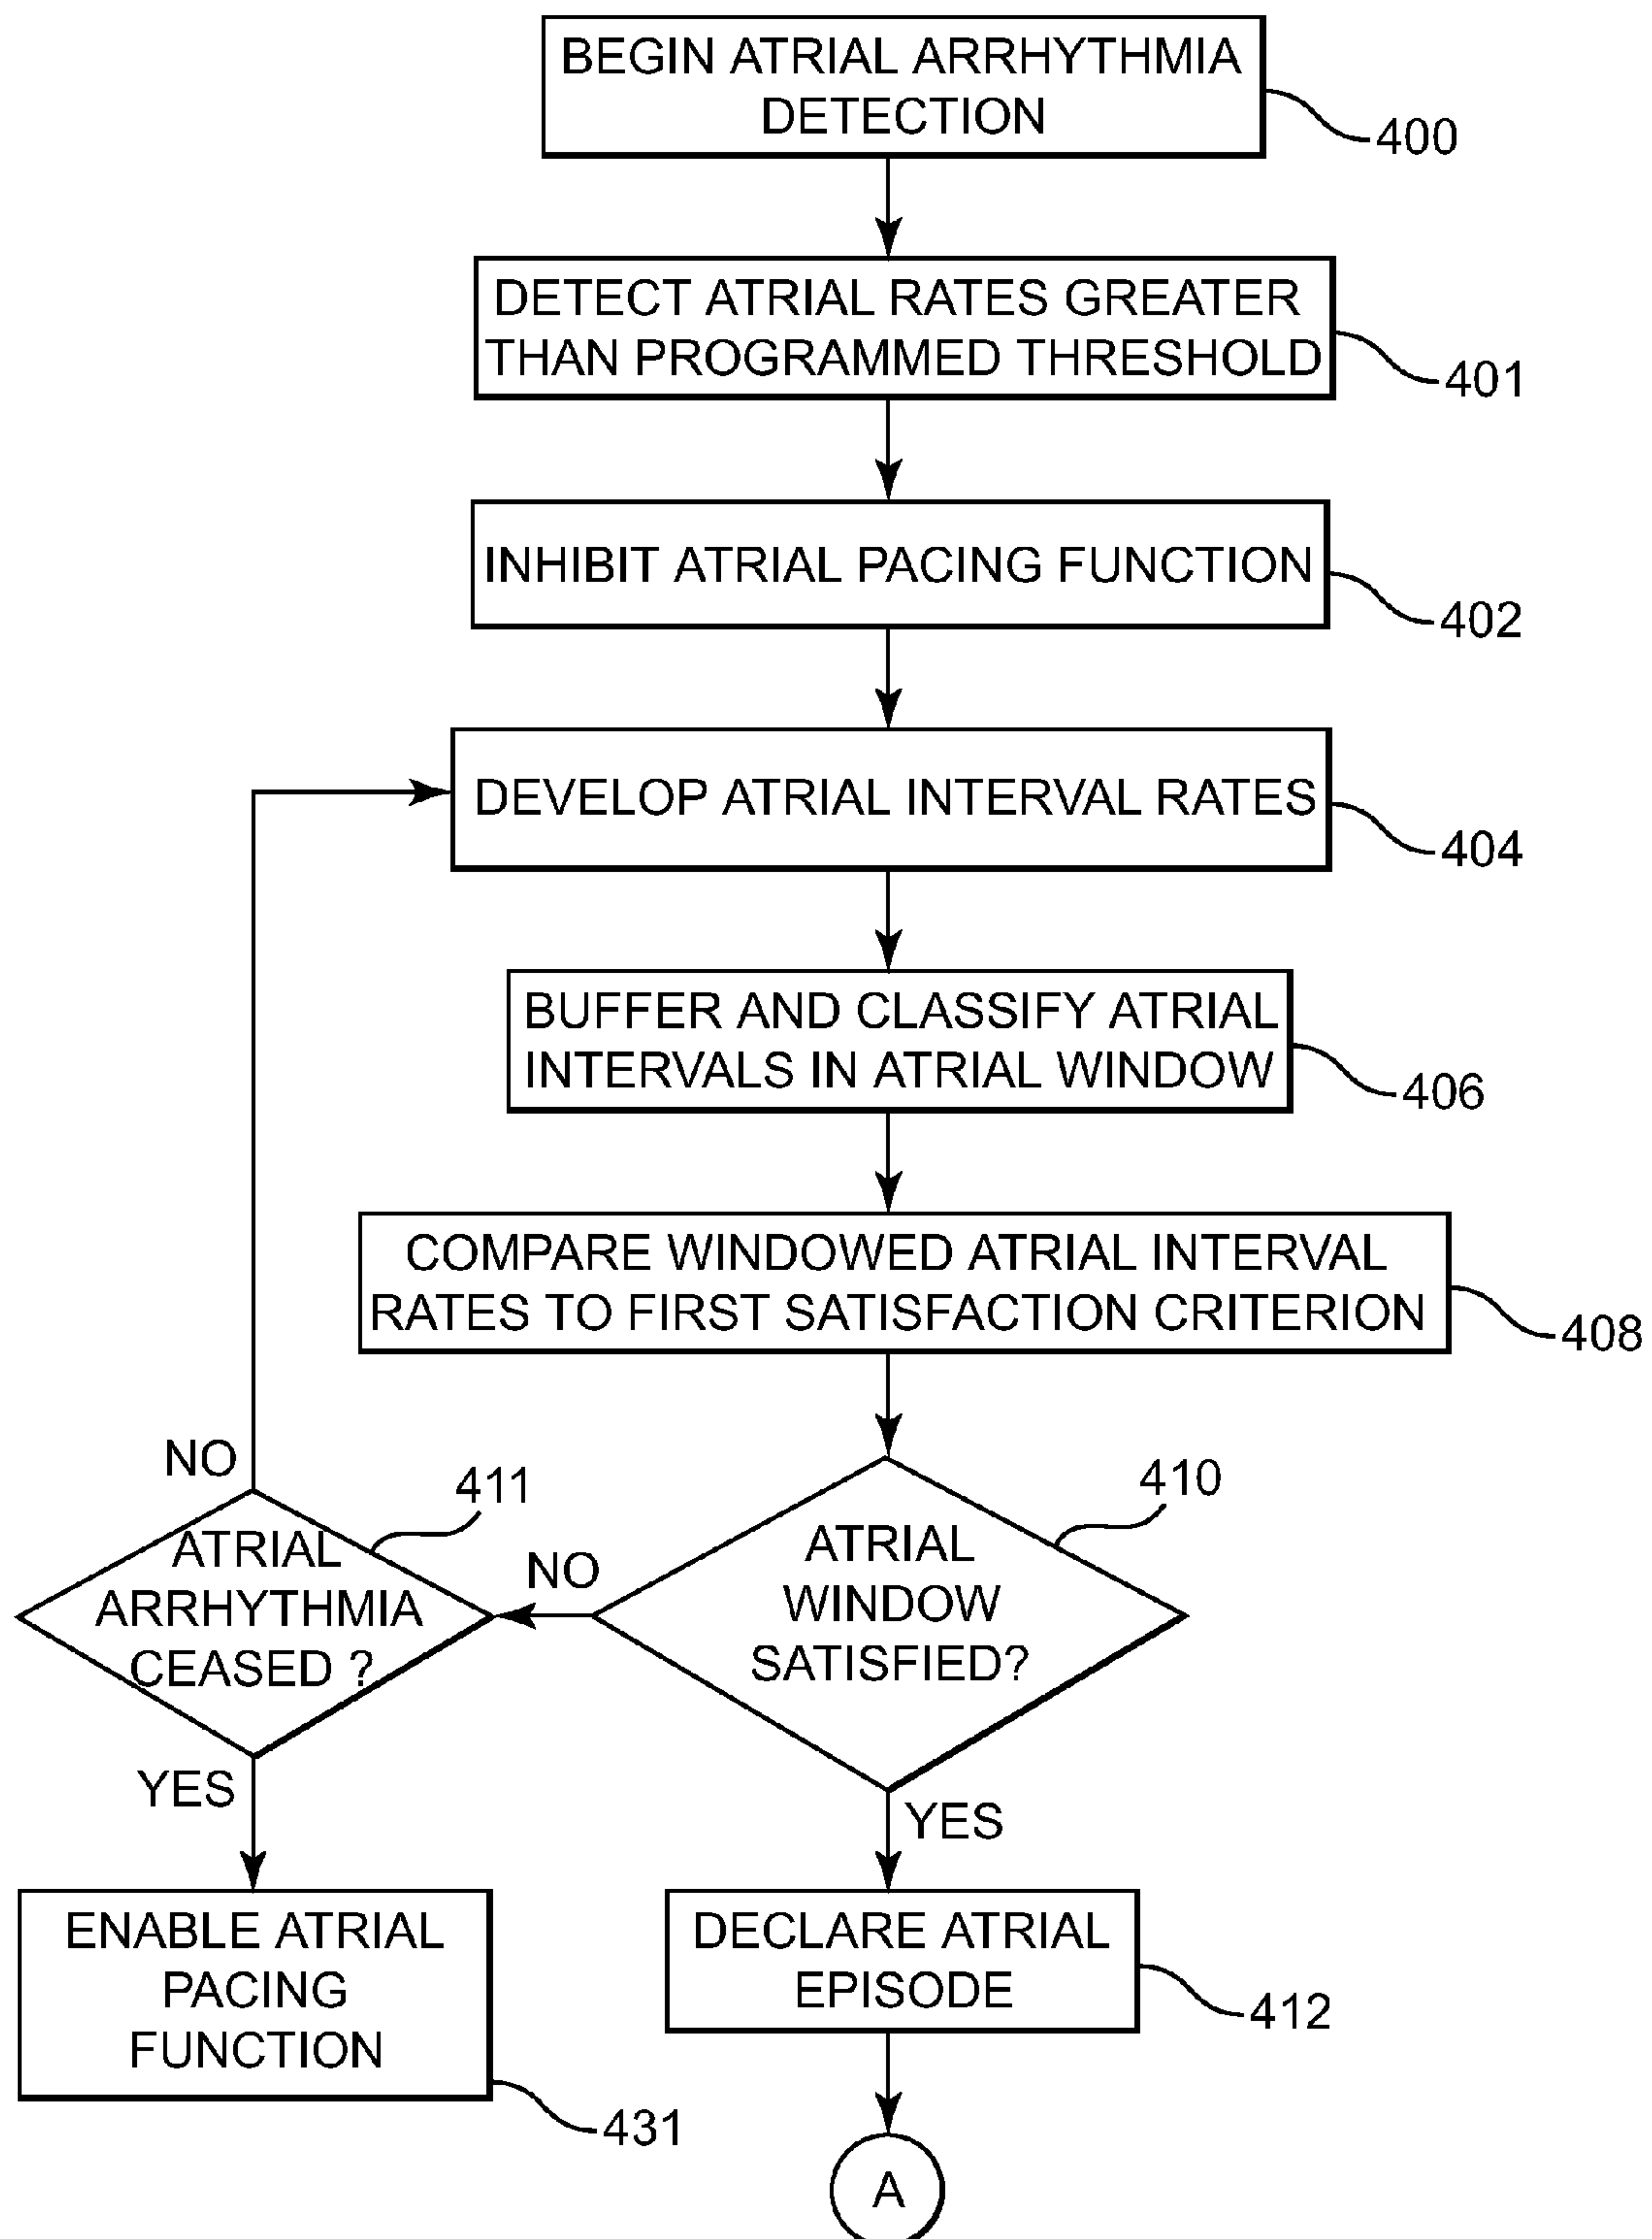 BEGIN ATRIAL ARRHYTHMIA
DETECTION
400
DETECT ATRIAL RATES GREATER
THAN PROGRAMMED THRESHOLD
401
INHIBIT ATRIAL PACING FUNCTION
402
DEVELOP ATRIAL INTERVAL RATES
404
BUFFER AND CLASSIFY ATRIAL
INTERVALS IN ATRIAL WINDOW
406
COMPARE WINDOWED ATRIAL INTERVAL
RATES TO FIRST SATISFACTION CRITERION
408
NO
411
ATRIAL
ARRHYTHMIA
CEASED ?
NO
410
ATRIAL
WINDOW
SATISFIED?
YES
YES
ENABLE ATRIAL
PACING
FUNCTION
431
DECLARE ATRIAL
EPISODE
412
A